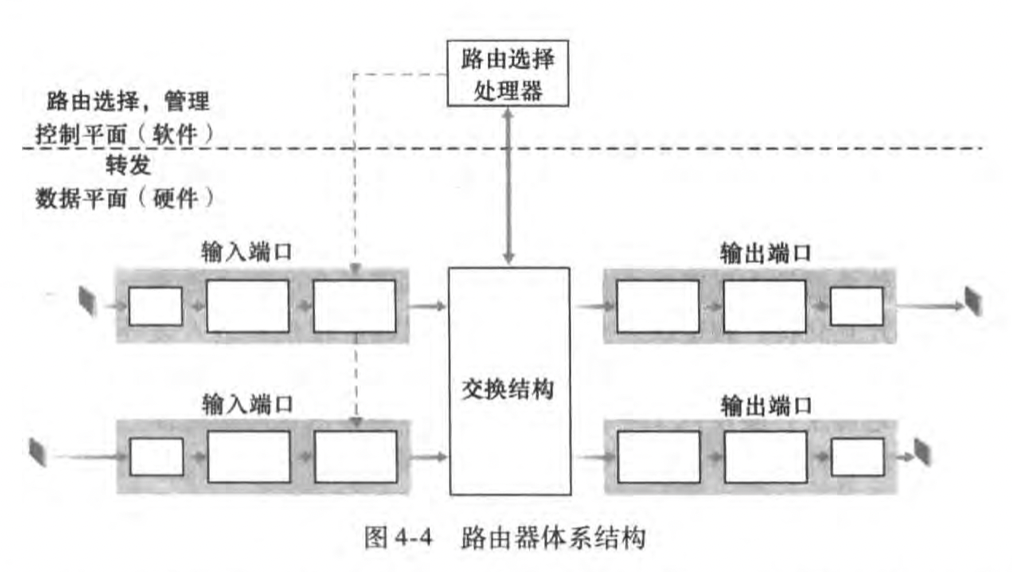 路由选择
处理器
路由选择，管理
控制平面（软件）
转发
数据平面（硬件）
输入端口
输出端口
交换结构
输入端口
输出端口
图 4-4 路由器体系结构